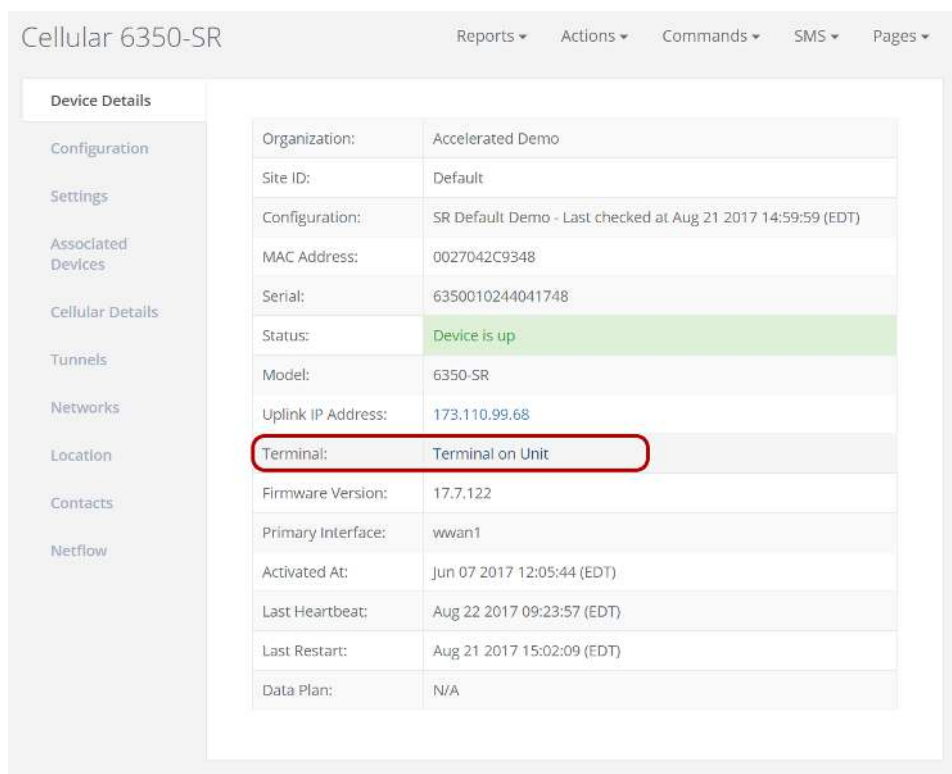 Cellular 6350-SR
Reports Actions Commands SMS Pages
Device Details
Configuration
Settings
Associated
Devices
Cellular Details
Tunnels
Networks
Location
Contacts
Netflow
Organization: Accelerated Demo
Site ID: Default
Configuration: SR Default Demo - Last checked at Aug 21 2017 14:59:59 (EDT)
MAC Address: 0027042C9348
Serial: 6350010244041748
Status: Device is up
Model: 6350-SR
Uplink IP Address: 173.110.99.68
Terminal: Terminal on Unit
Firmware Version: 17.7.122
Primary Interface: wwan1
Activated At: Jun 07 2017 12:05:44 (EDT)
Last Heartbeat: Aug 22 2017 09:23:57 (EDT)
Last Restart: Aug 21 2017 15:02:09 (EDT)
Data Plan: N/A